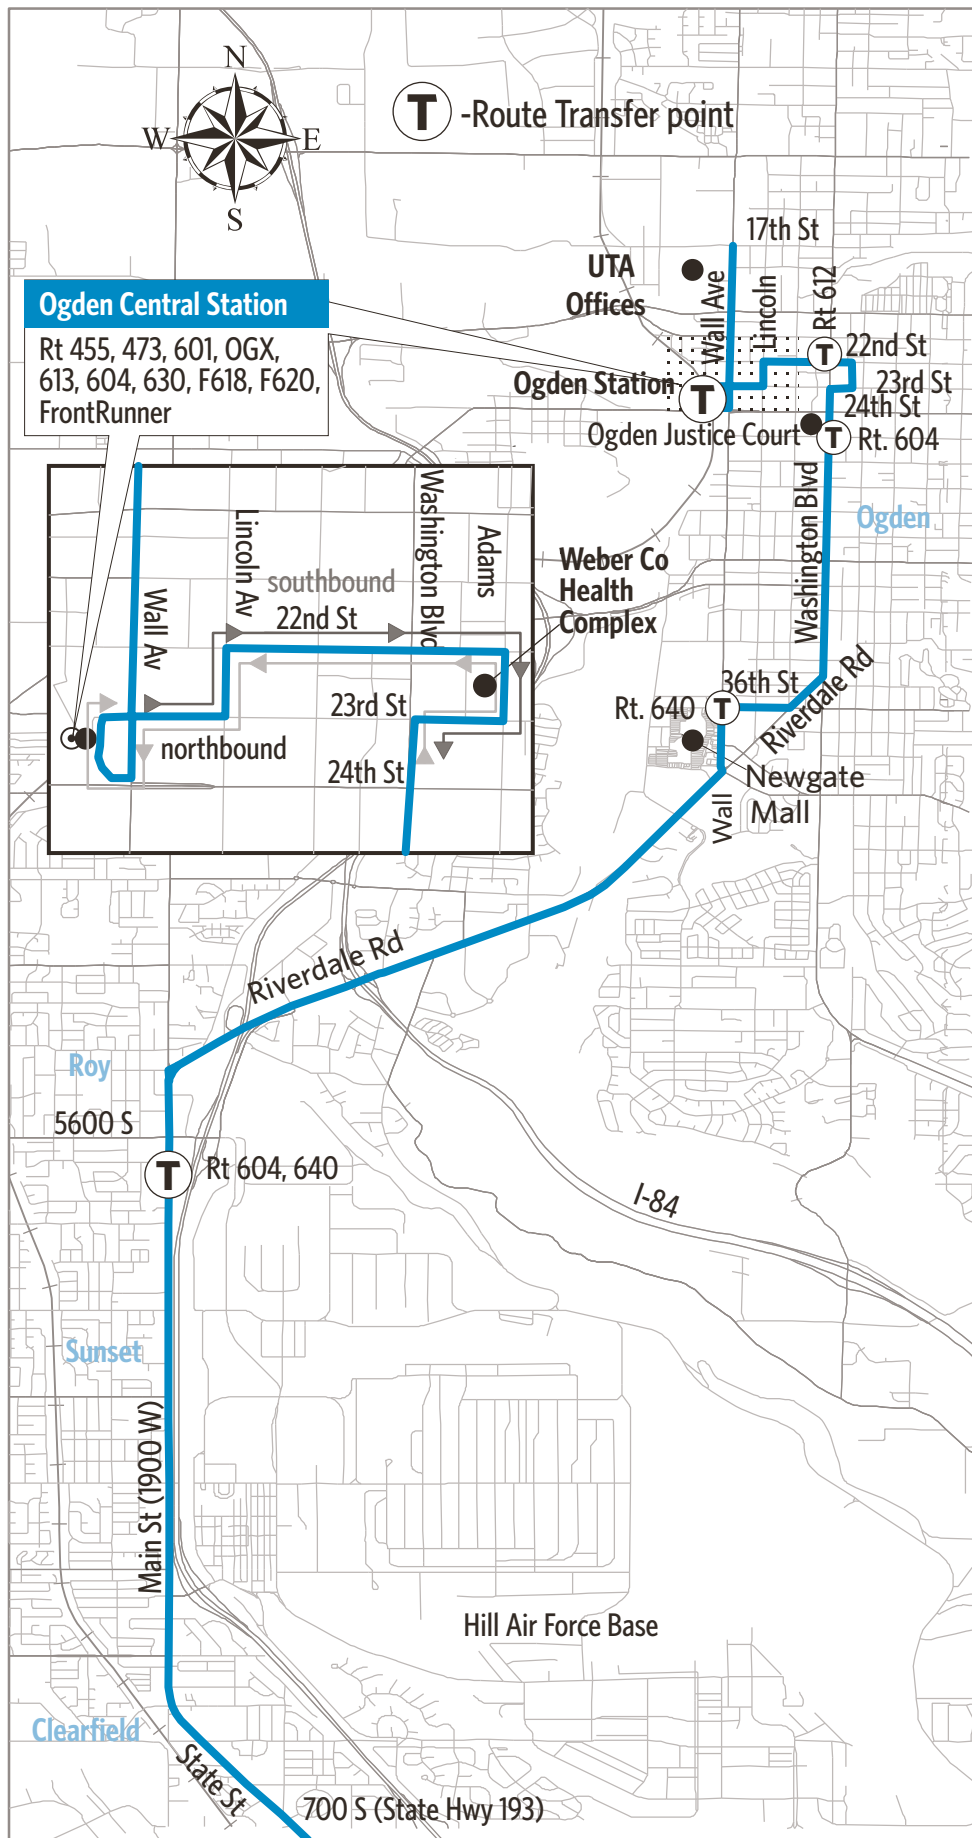 N
W E
S
T -Route Transfer point
17th St
UTA
Offices
Wall Ave
Lincoln
Rt 612
Ogden Central Station
Rt 455, 473, 601, OGX,
613, 604, 630, F618, F620,
FrontRunner
T
22nd St
Ogden Station
T
23rd St
24th St
Ogden Justice Court
T
Rt. 604
Washington Blvd
Ogden
Wall Av
Lincoln Av
southbound
22nd St
Washington Blvd
Adams
Weber Co
Health
Complex
23rd St
northbound
24th St
36th St
Rt. 640
T
Riverdale Rd
Newgate
Mall
Wall
Riverdale Rd
Roy
5600 S
T
Rt 604, 640
I-84
Sunset
Main St (1900 W)
Hill Air Force Base
Clearfield
State St
700 S (State Hwy 193)